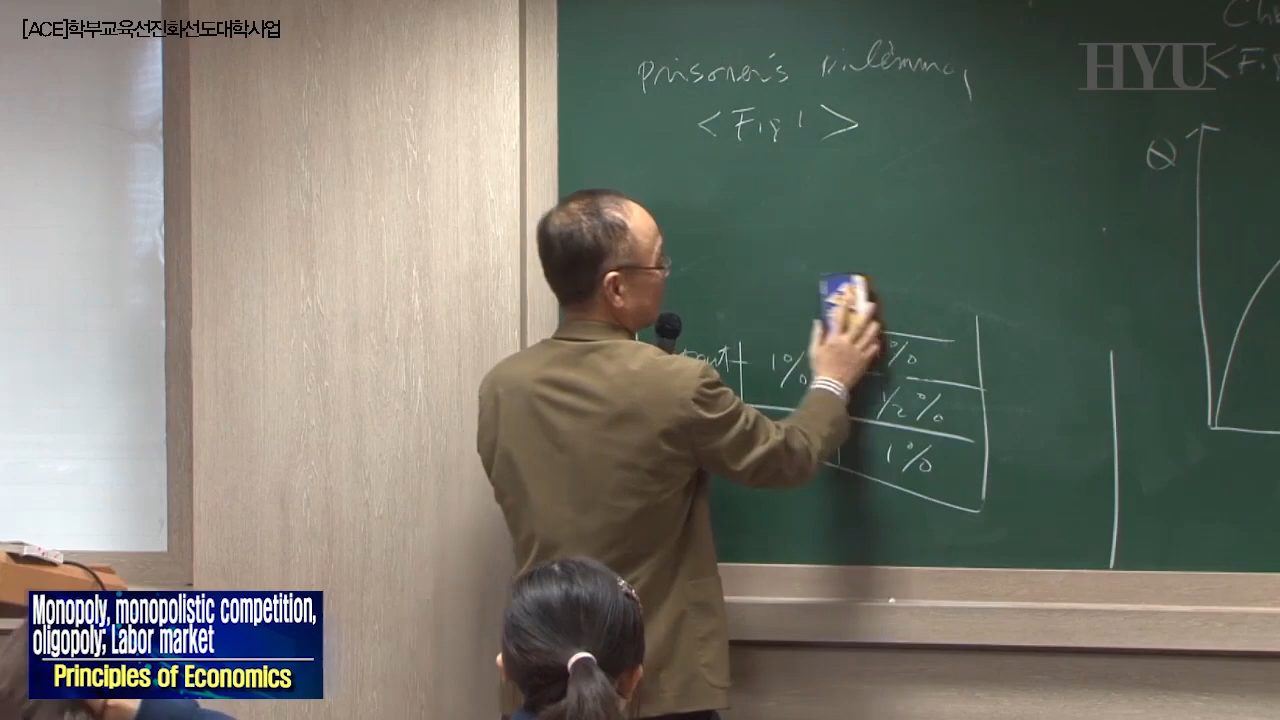 [ACE]학부교육선진화선도대학사업
Prisoner's Dilemma
<Fig 1>
HYU
<Fig
Q
1%
%
1/2 %
1%
Monopoly, monopolistic competition,
oligopoly; Labor market
Principles of Economics